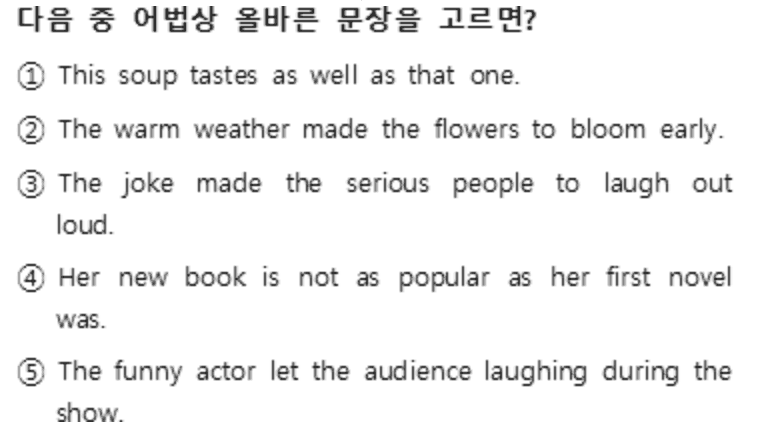 다음 중 어법상 올바른 문장을 고르면?
① This soup tastes as well as that one.
② The warm weather made the flowers to bloom early.
③ The joke made the serious people to laugh out
loud.
④ Her new book is not as popular as her first novel
was.
⑤ The funny actor let the audience laughing during the
show.